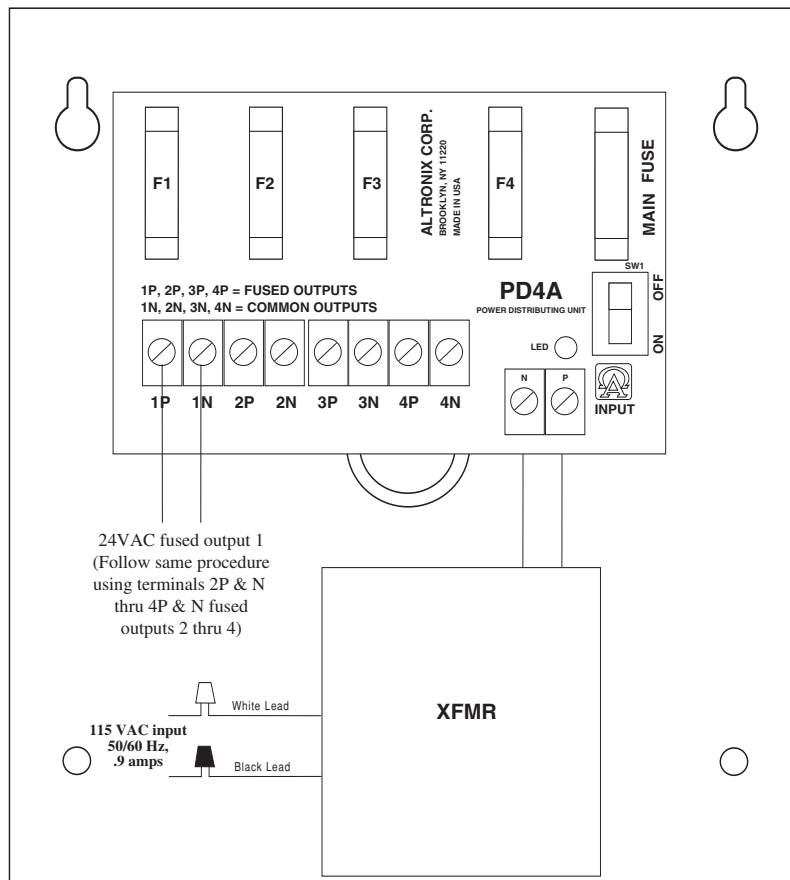 F1
F2
F3
ALTRONIX CORP.
BROOKLYN, NY 11220
MADE IN USA
F4
MAIN FUSE
1P, 2P, 3P, 4P = FUSED OUTPUTS
1N, 2N, 3N, 4N = COMMON OUTPUTS
PD4A
POWER DISTRIBUTING UNIT
SW1
OFF
ON
LED
N
P
INPUT
1P
1N
2P
2N
3P
3N
4P
4N
24VAC fused output 1
(Follow same procedure
using terminals 2P & N
thru 4P & N fused
outputs 2 thru 4)
XFMR
White Lead
115 VAC input
50/60 Hz,
.9 amps
Black Lead